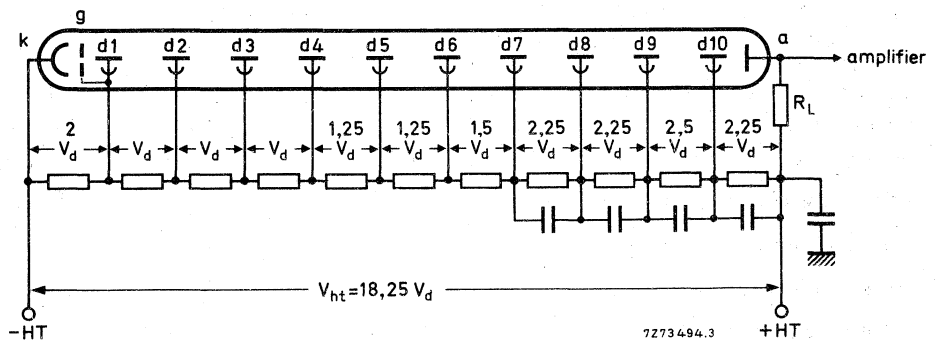 g
k d1 d2 d3 d4 d5 d6 d7 d8 d9 d10 a
amplifier
R_L
2 1,25 1,25 1,5 2,25 2,25 2,5 2,25
V_d V_d V_d V_d V_d V_d V_d V_d V_d V_d V_d
V_ht=18,25 V_d
-HT 7Z73494.3 +HT